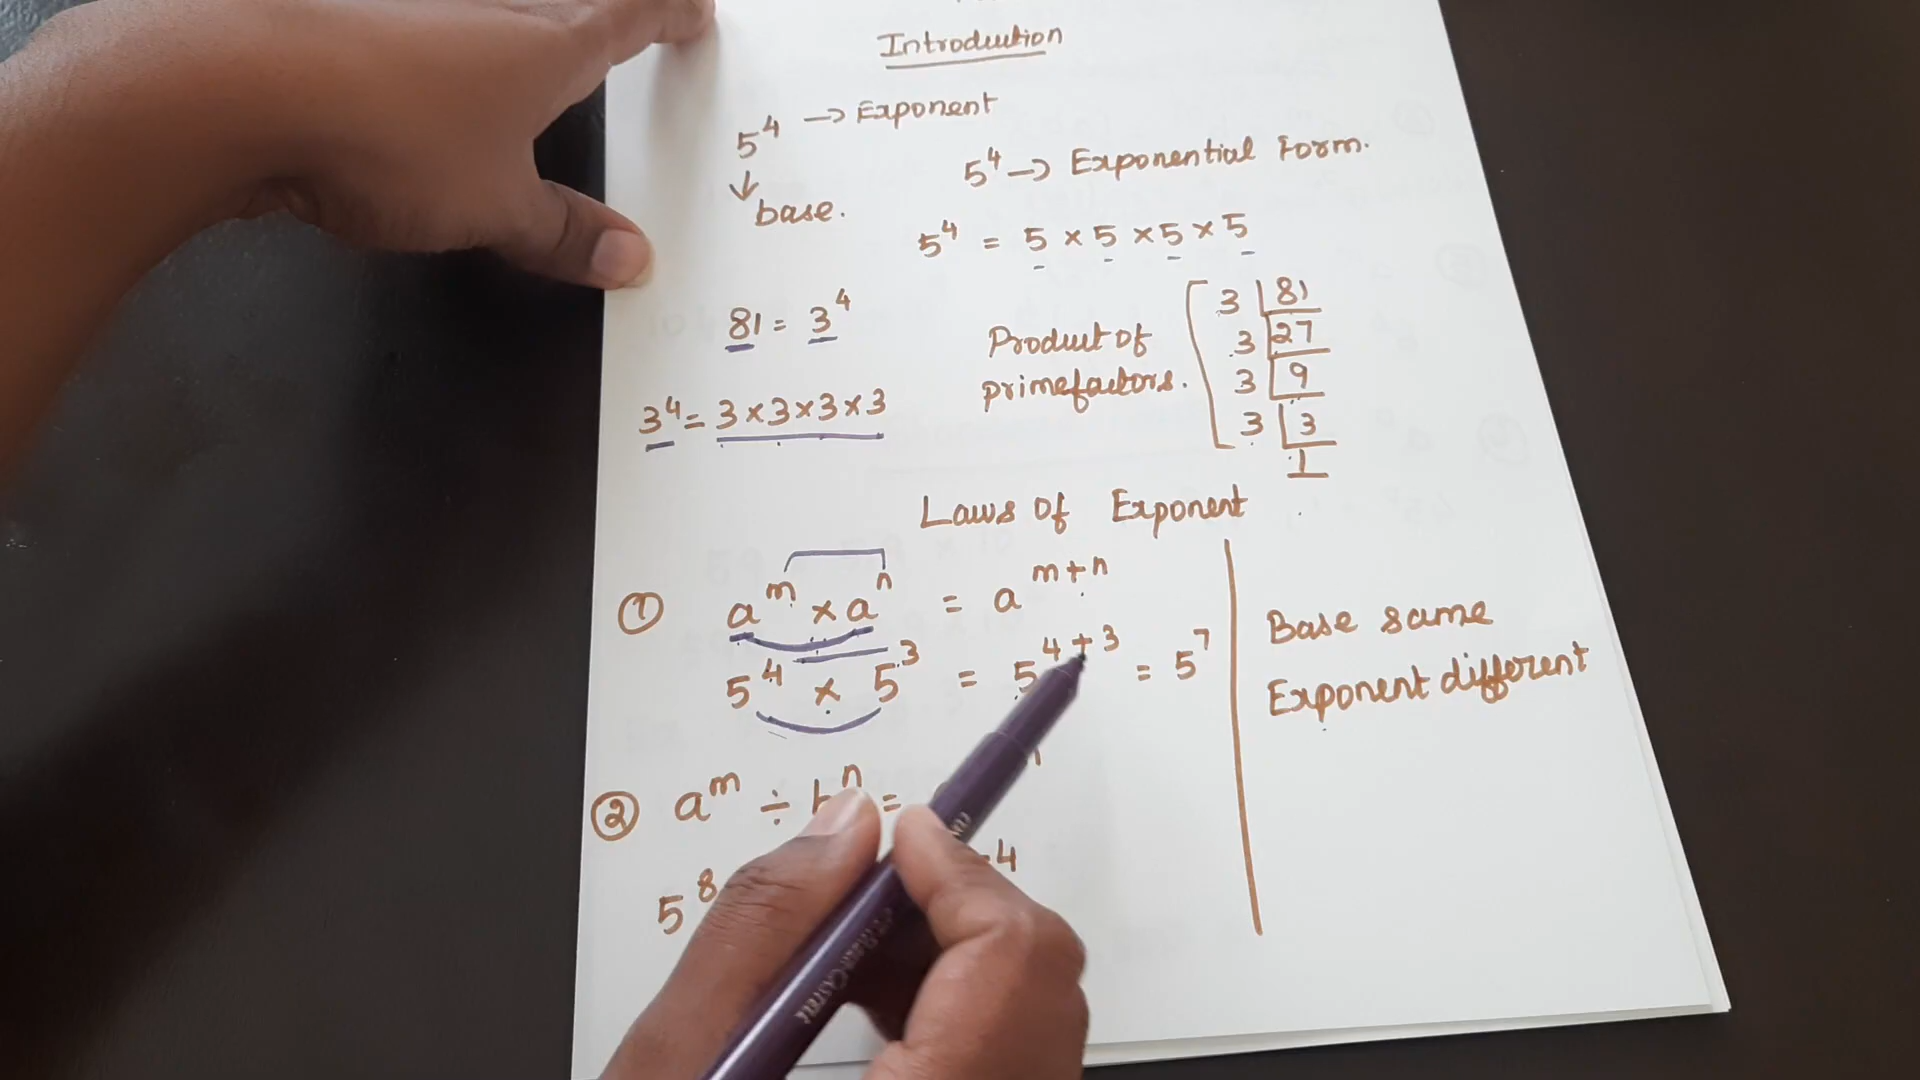 Introduction
5⁴ → Exponent
↓
base.
5⁴ → Exponential Form.
5⁴ = 5 × 5 × 5 × 5
81 = 3⁴
3⁴ = 3×3×3×3
Product of
primefactors.
3 | 81
3 | 27
3 | 9
3 | 3
1
Laws Of Exponent
① aᵐ × aⁿ = aᵐ⁺ⁿ
5⁴ × 5³ = 5⁴⁺³ = 5⁷
Base same
Exponent different
② aᵐ ÷
ⁿ =
5⁸
-4